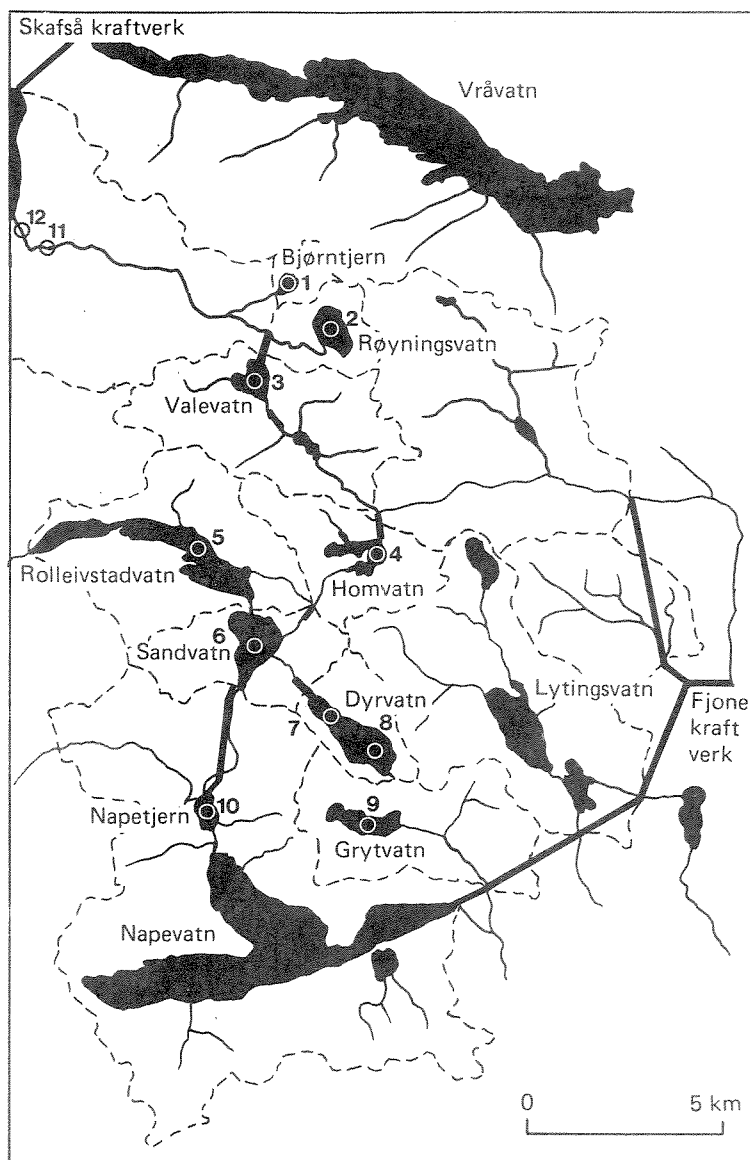 Skafså kraftverk
Vråvatn
12
11
Bjørntjern
1
2
Røyningsvatn
3
Valevatn
5
4
Rolleivstadvatn
Homvatn
6
Sandvatn
Lytingsvatn
Dyrvatn
7
8
Fjone
kraft
verk
10
Napetjern
9
Grytvatn
Napevatn
0
5 km